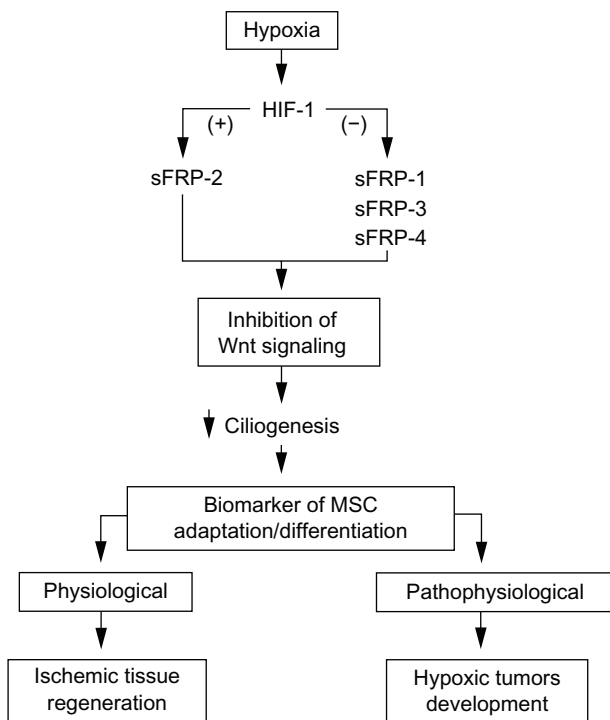 Hypoxia
HIF-1
(+)
(−)
sFRP-2
sFRP-1
sFRP-3
sFRP-4
Inhibition of
Wnt signaling
Ciliogenesis
Biomarker of MSC
adaptation/differentiation
Physiological
Pathophysiological
Ischemic tissue
regeneration
Hypoxic tumors
development